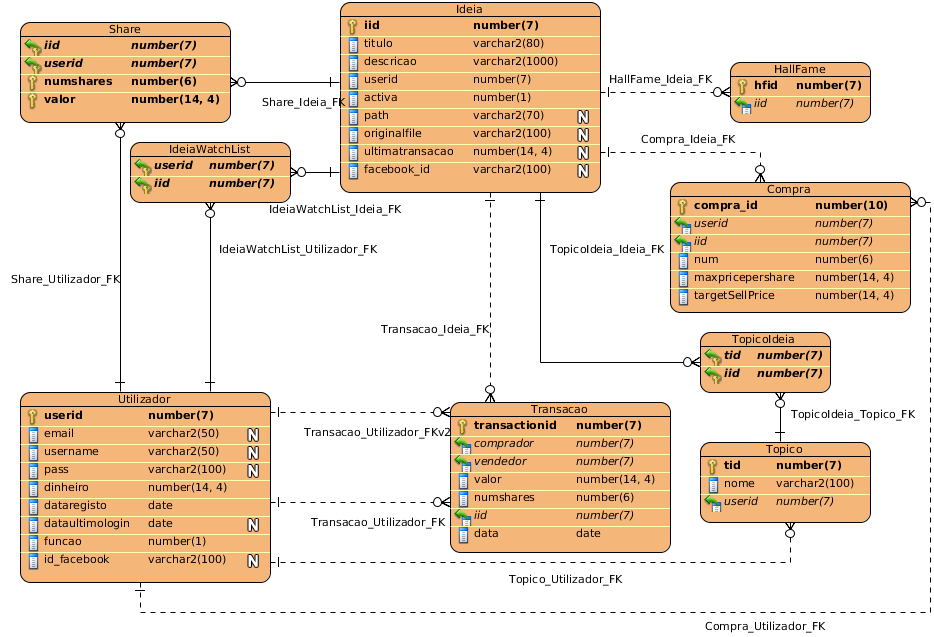 Share
iid number(7)
userid number(7)
numshares number(6)
valor number(14, 4)
Ideia
iid number(7)
titulo varchar2(80)
descricao varchar2(1000)
userid number(7)
activa number(1)
path varchar2(70) N
originalfile varchar2(100) N
ultimatransacao number(14, 4) N
facebook_id varchar2(100) N
HallFame
hfid number(7)
iid number(7)
HallFame_Ideia_FK
Share_Ideia_FK
Compra_Ideia_FK
IdeiaWatchList
userid number(7)
iid number(7)
IdeiaWatchList_Ideia_FK
Compra
compra_id number(10)
userid number(7)
iid number(7)
num number(6)
maxpricepershare number(14, 4)
targetSellPrice number(14, 4)
IdeiaWatchList_Utilizador_FK
TopicoIdeia_Ideia_FK
Share_Utilizador_FK
Transacao_Ideia_FK
TopicoIdeia
tid number(7)
iid number(7)
Utilizador
userid number(7)
email varchar2(50) N
username varchar2(50) N
pass varchar2(100) N
dinheiro number(14, 4)
dataregisto date
dataultimologin date N
funcao number(1)
id_facebook varchar2(100) N
Transacao_Utilizador_FKv2
Transacao_Utilizador_FK
Transacao
transactionid number(7)
comprador number(7)
vendedor number(7)
valor number(14, 4)
numshares number(6)
iid number(7)
data date
TopicoIdeia_Topico_FK
Topico
tid number(7)
nome varchar2(100)
userid number(7)
Topico_Utilizador_FK
Compra_Utilizador_FK